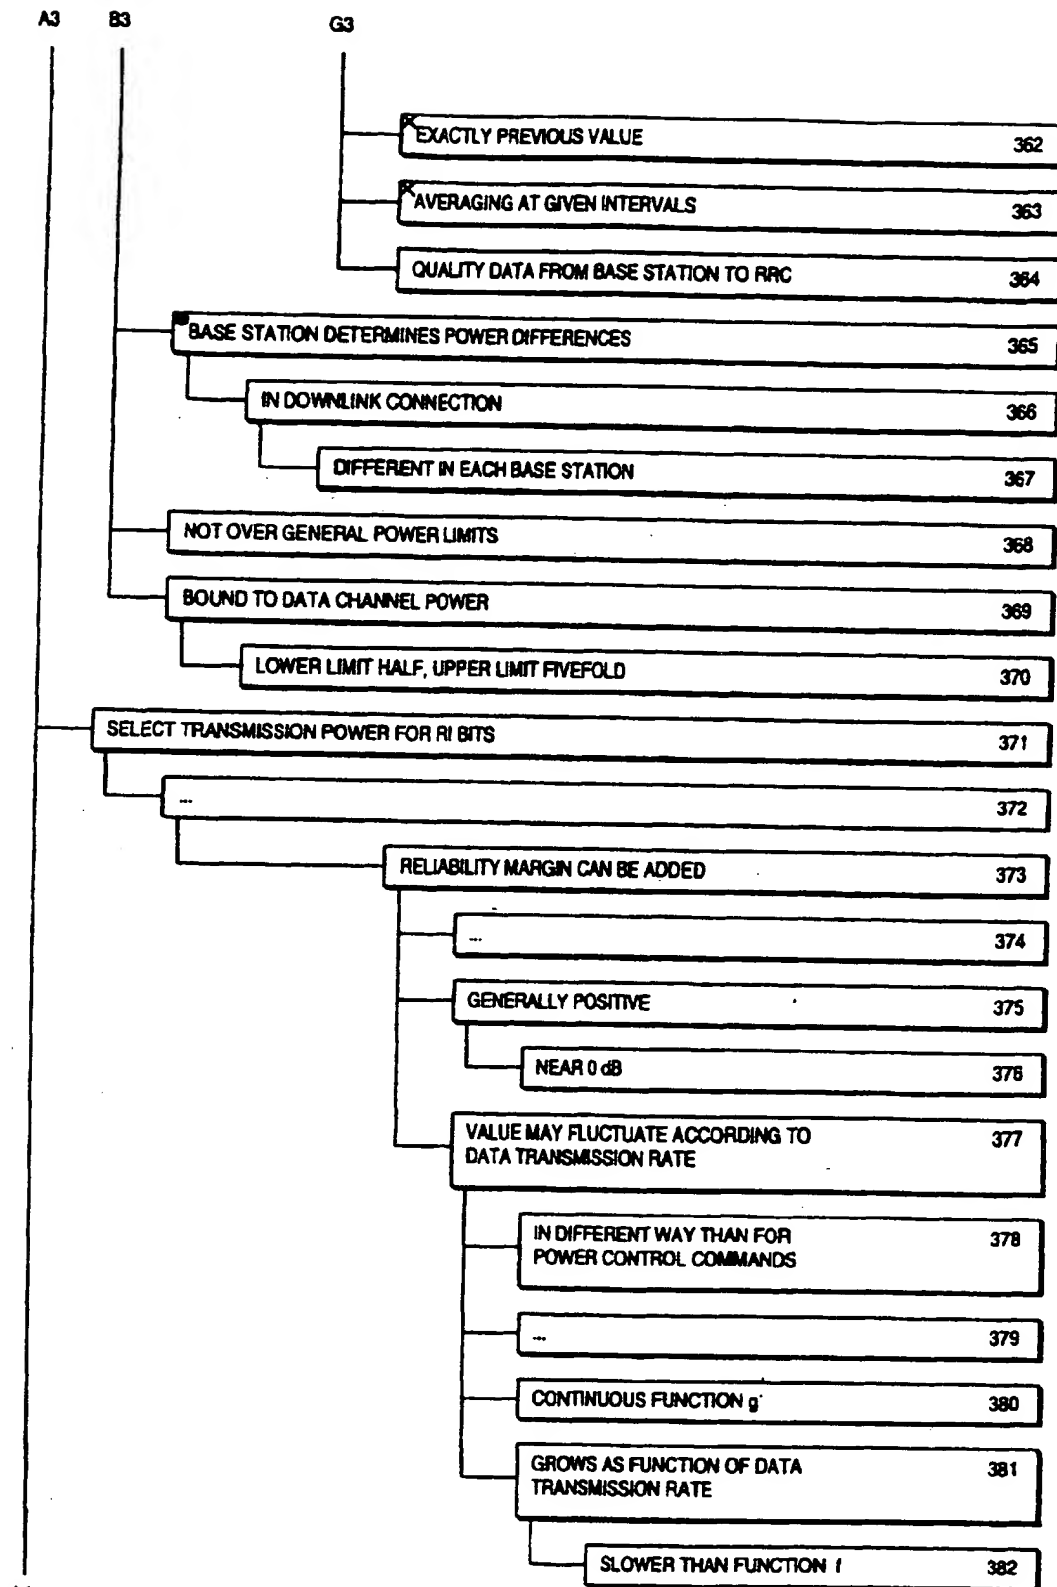 A3 B3 G3
EXACTLY PREVIOUS VALUE 362
AVERAGING AT GIVEN INTERVALS 363
QUALITY DATA FROM BASE STATION TO RRC 364
BASE STATION DETERMINES POWER DIFFERENCES 365
IN DOWNLINK CONNECTION 366
DIFFERENT IN EACH BASE STATION 367
NOT OVER GENERAL POWER LIMITS 368
BOUND TO DATA CHANNEL POWER 369
LOWER LIMIT HALF, UPPER LIMIT FIVEFOLD 370
SELECT TRANSMISSION POWER FOR RI BITS 371
... 372
RELIABILITY MARGIN CAN BE ADDED 373
... 374
GENERALLY POSITIVE 375
NEAR 0 dB 376
VALUE MAY FLUCTUATE ACCORDING TO 377
DATA TRANSMISSION RATE
IN DIFFERENT WAY THAN FOR 378
POWER CONTROL COMMANDS
... 379
CONTINUOUS FUNCTION g 380
GROWS AS FUNCTION OF DATA 381
TRANSMISSION RATE
SLOWER THAN FUNCTION f 382